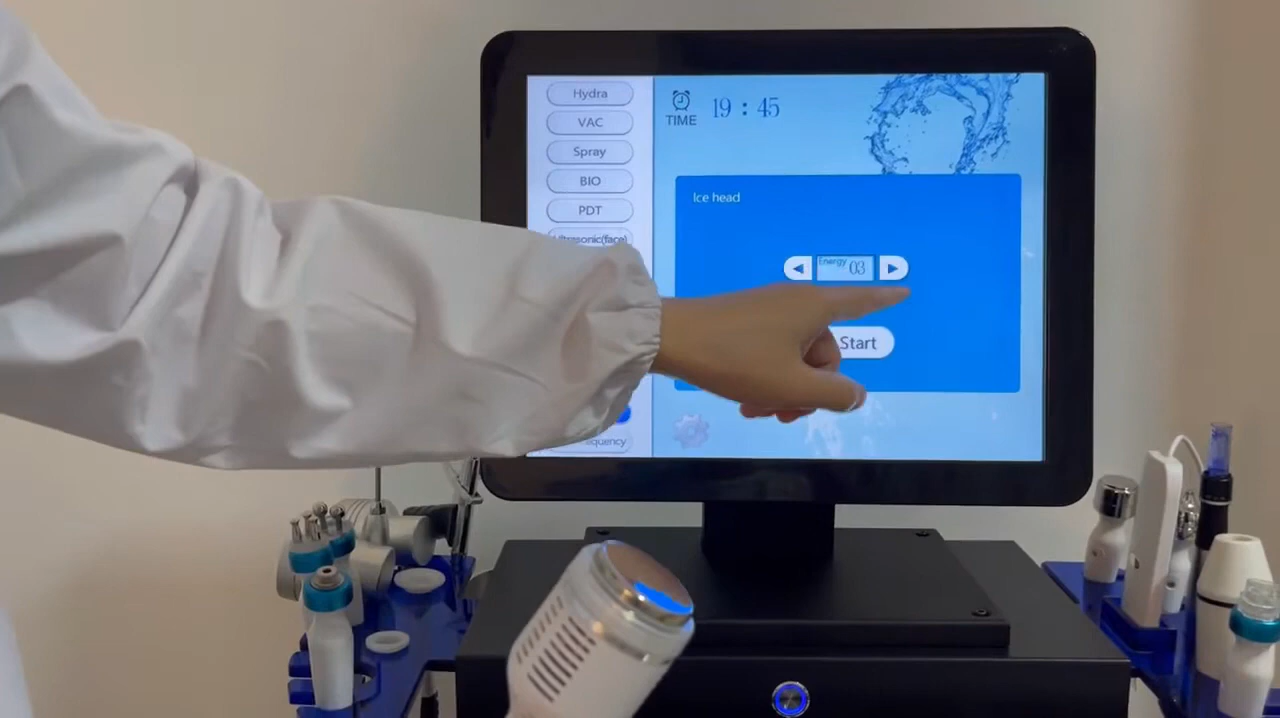 Hydra
VAC
Spray
BIO
PDT
Ultrasonic(face)
TIME
19 : 45
Ice head
Energy
03
Start